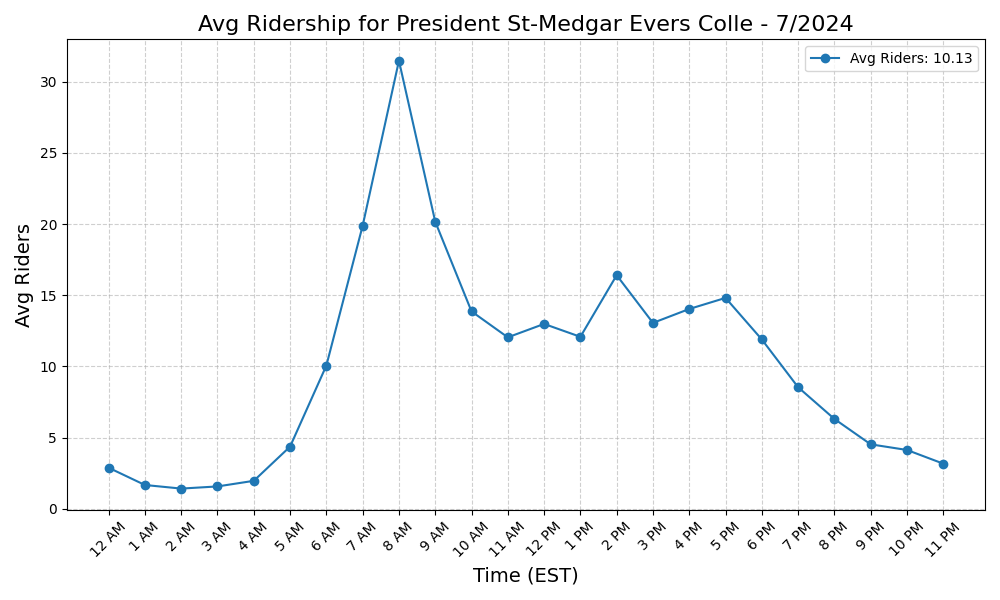 Avg Ridership for President St-Medgar Evers Colle - 7/2024
Avg Riders: 10.13
Avg Riders
30
25
20
15
10
5
0
12 AM
1 AM
2 AM
3 AM
4 AM
5 AM
6 AM
7 AM
8 AM
9 AM
10 AM
11 AM
12 PM
1 PM
2 PM
3 PM
4 PM
5 PM
6 PM
7 PM
8 PM
9 PM
10 PM
11 PM
Time (EST)